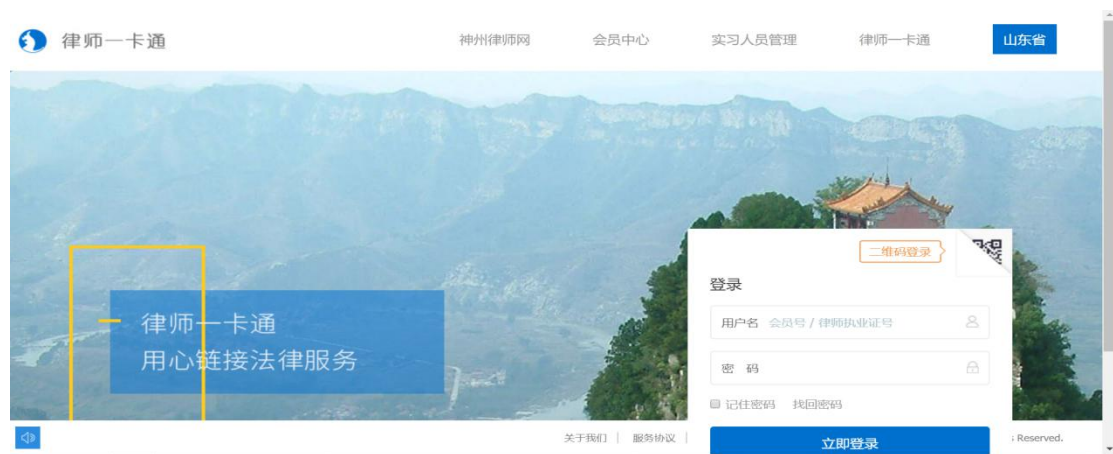 律师一卡通
神州律师网 会员中心 实习人员管理 律师一卡通 山东省
二维码登录
登录
律师一卡通
用户名 会员号 / 律师执业证号
用心链接法律服务
密 码
记住密码 找回密码
关于我们 | 服务协议 |
立即登录
s Reserved.